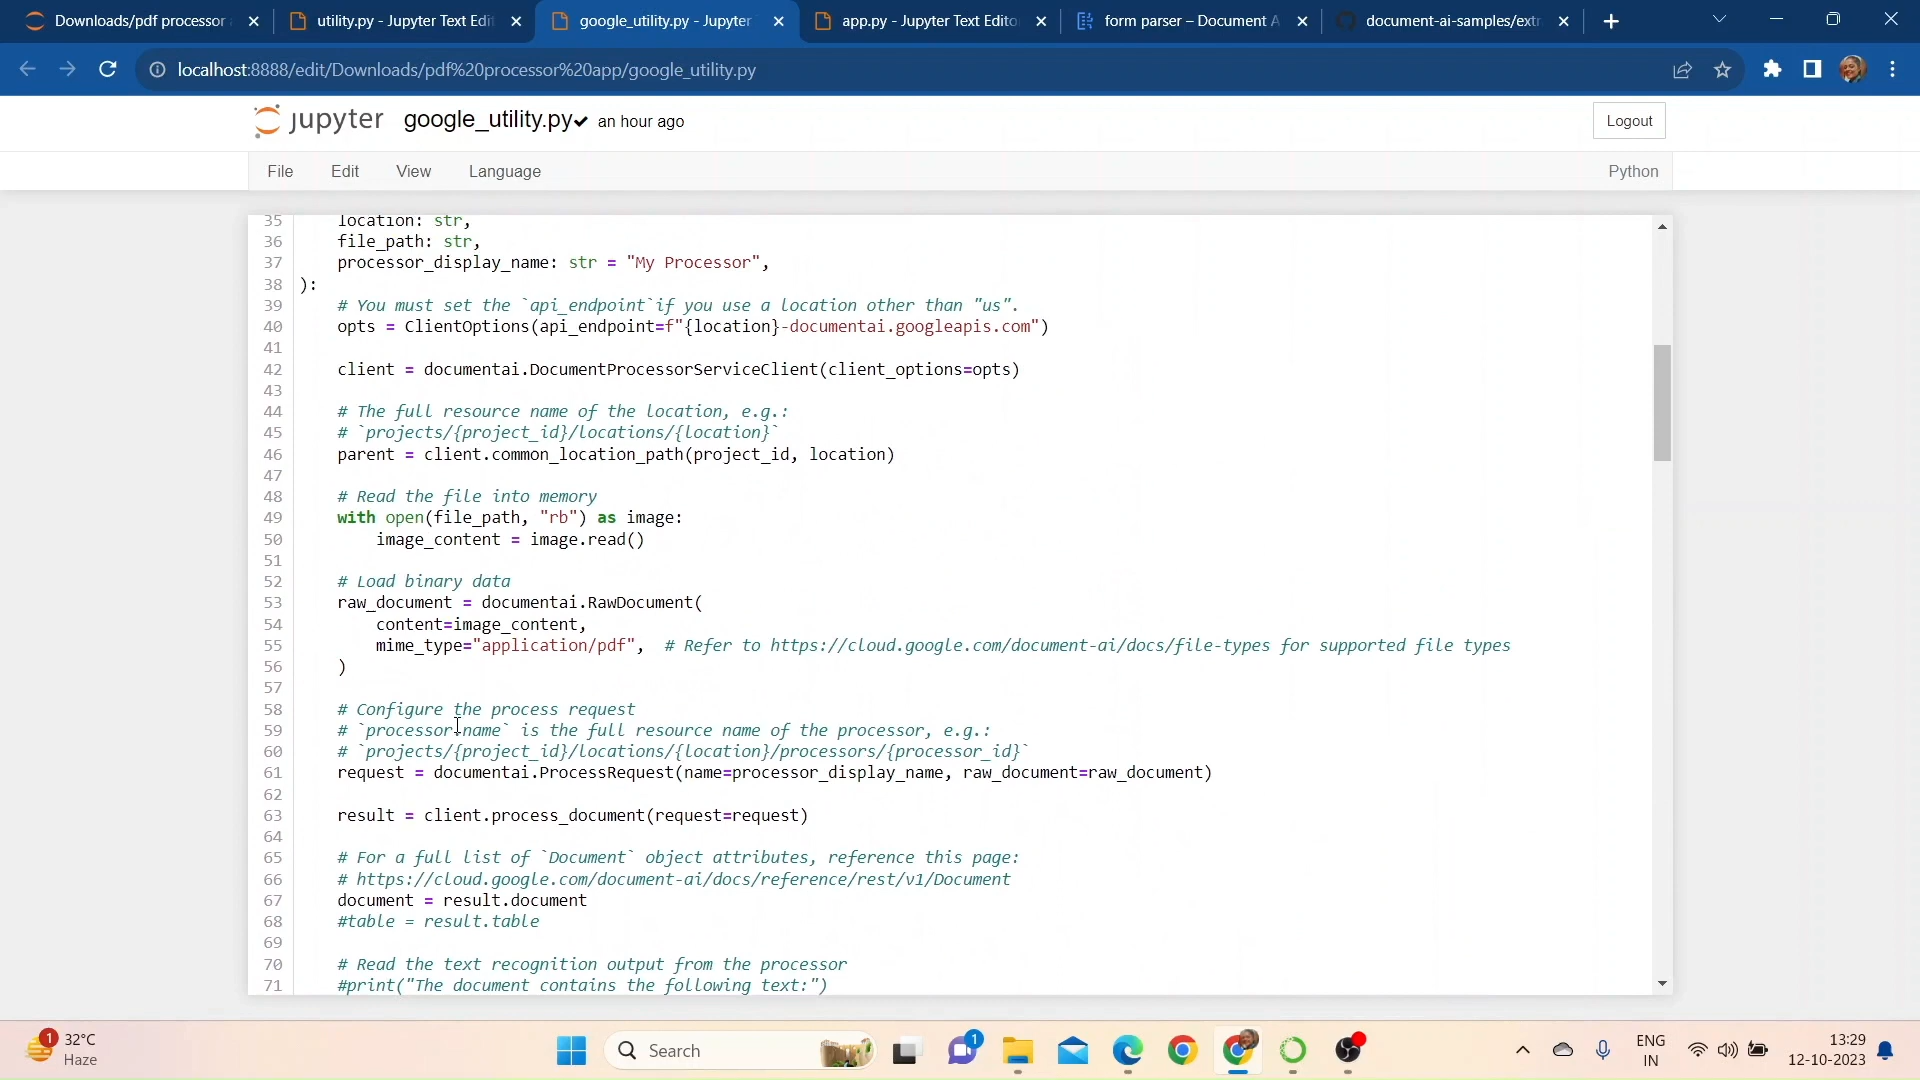 Downloads/pdf processor
utility.py - Jupyter Text Edit
google_utility.py - Jupyter
app.py - Jupyter Text Edito
form parser – Document A
document-ai-samples/ext
localhost:8888/edit/Downloads/pdf%20processor%20app/google_utility.py
jupyter google_utility.py✔ an hour ago
Logout
File Edit View Language
Python
35 location: str,
36 file_path: str,
37 processor_display_name: str = "My Processor",
38 ):
39 # You must set the `api_endpoint`if you use a location other than "us".
40 opts = ClientOptions(api_endpoint=f"{location}-documentai.googleapis.com")
41
42 client = documentai.DocumentProcessorServiceClient(client_options=opts)
43
44 # The full resource name of the location, e.g.:
45 # `projects/{project_id}/locations/{location}`
46 parent = client.common_location_path(project_id, location)
47
48 # Read the file into memory
49 with open(file_path, "rb") as image:
50 image_content = image.read()
51
52 # Load binary data
53 raw_document = documentai.RawDocument(
54 content=image_content,
55 mime_type="application/pdf", # Refer to https://cloud.google.com/document-ai/docs/file-types for supported file types
56 )
57
58 # Configure the process request
59 # `processor_name` is the full resource name of the processor, e.g.:
60 # `projects/{project_id}/locations/{location}/processors/{processor_id}`
61 request = documentai.ProcessRequest(name=processor_display_name, raw_document=raw_document)
62
63 result = client.process_document(request=request)
64
65 # For a full list of `Document` object attributes, reference this page:
66 # https://cloud.google.com/document-ai/docs/reference/rest/v1/Document
67 document = result.document
68 #table = result.table
69
70 # Read the text recognition output from the processor
71 #print("The document contains the following text:")
1
32°C
Haze
Search
1
ENG
IN
13:29
12-10-2023